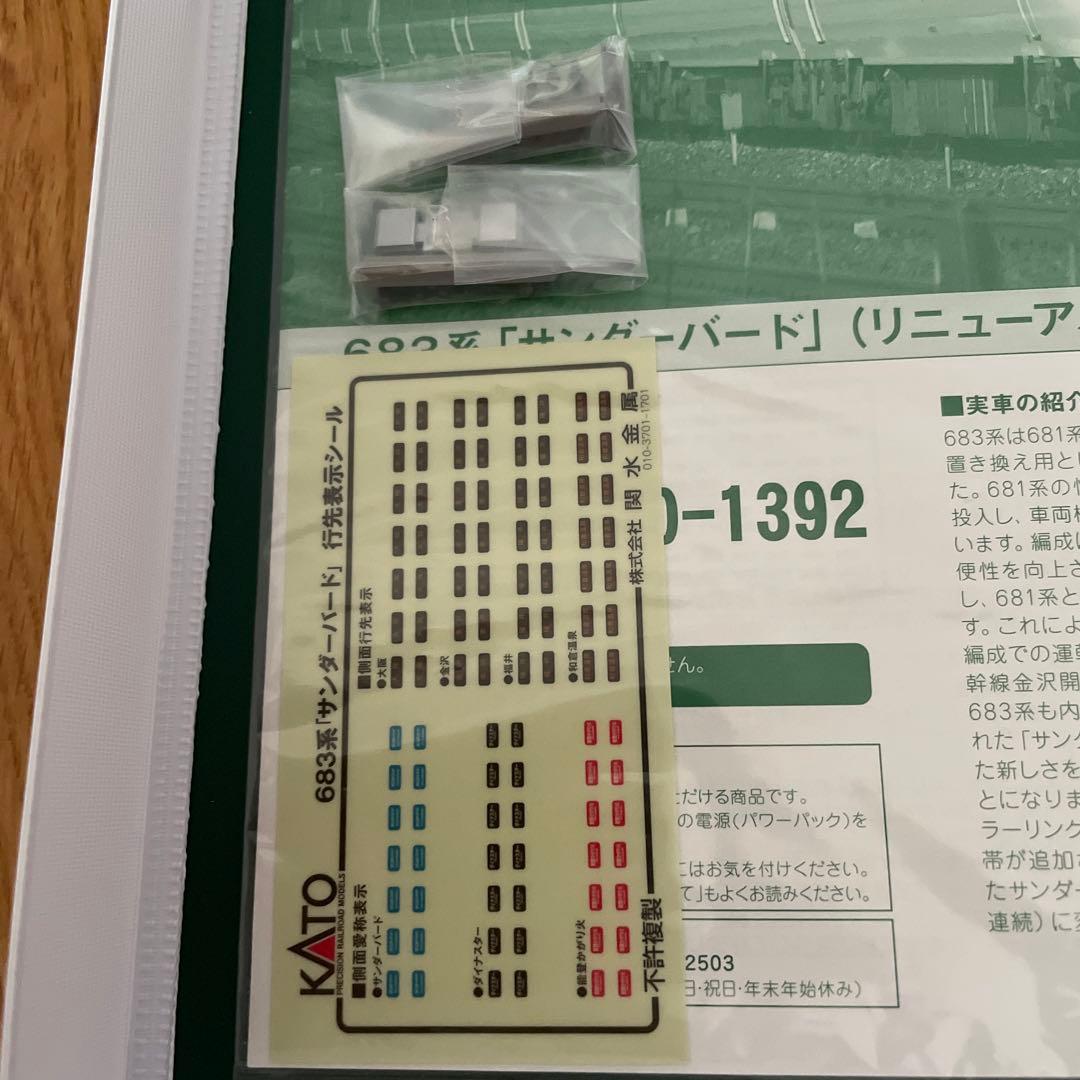 683系「サンダーバード」(リニューア
-1392
■実車の紹介
683系は681系
置き換え用と
た。681系の
投入し、車両
います。編成
便性を向上さ
し、681系と
す。これによ
編成での運転
幹線金沢開
683系も内
れた「サンダ
た新しさを
とになりま
ラーリング
帯が追加
たサンダー
連続)に
せん。
ただける商品です。
の電源(パワーパック)を
にはお気を付けください。
て」もよくお読みください。
2503
日・祝日・年末年始休み)
KATO
PRECISION RAILROAD MODELS
683系「サンダーバード」 行先表示シール
■側面愛称表示
●サンダーバード
●ダイナスター
●能登かがり火
■側面行先表示
●大阪
●金沢
●福井
●和倉温泉
不許複製
株式会社 関水金属
010-3701-1701